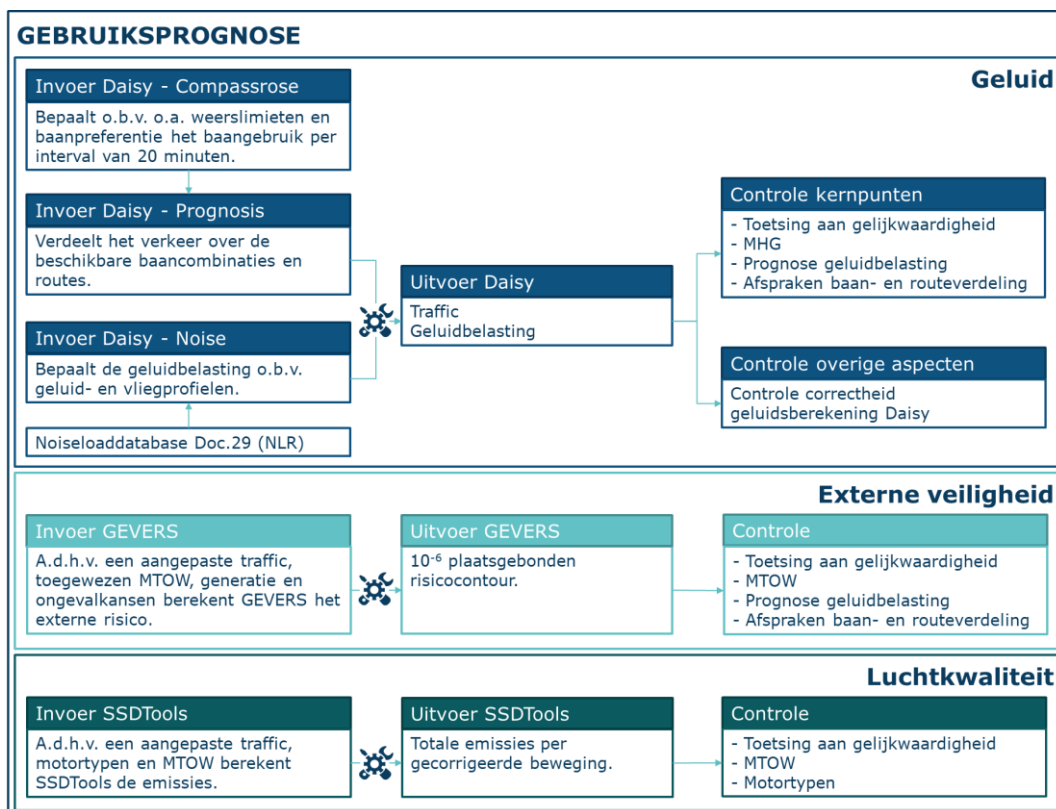 GEBRUIKSPROGNOSE
Geluid
Invoer Daisy - Compassrose
Bepaalt o.b.v. o.a. weerslimieten en
baanpreferentie het baangebruik per
interval van 20 minuten.
Invoer Daisy - Prognosis
Verdeelt het verkeer over de
beschikbare baancombinaties en
routes.
Invoer Daisy - Noise
Bepaalt de geluidbelasting o.b.v.
geluid- en vliegprofielen.
Noiseloaddatabase Doc.29 (NLR)
Uitvoer Daisy
Traffic
Geluidbelasting
Controle kernpunten
- Toetsing aan gelijkwaardigheid
- MHG
- Prognose geluidbelasting
- Afspraken baan- en routeverdeling
Controle overige aspecten
Controle correctheid
geluidsberekening Daisy
Externe veiligheid
Invoer GEVERS
A.d.h.v. een aangepaste traffic,
toegewezen MTOW, generatie en
ongevalkansen berekent GEVERS het
externe risico.
Uitvoer GEVERS
10⁻⁶ plaatsgebonden
risicocontour.
Controle
- Toetsing aan gelijkwaardigheid
- MTOW
- Prognose geluidbelasting
- Afspraken baan- en routeverdeling
Luchtkwaliteit
Invoer SSDTools
A.d.h.v. een aangepaste traffic,
motortypen en MTOW berekent
SSDTools de emissies.
Uitvoer SSDTools
Totale emissies per
gecorrigeerde beweging.
Controle
- Toetsing aan gelijkwaardigheid
- MTOW
- Motortypen